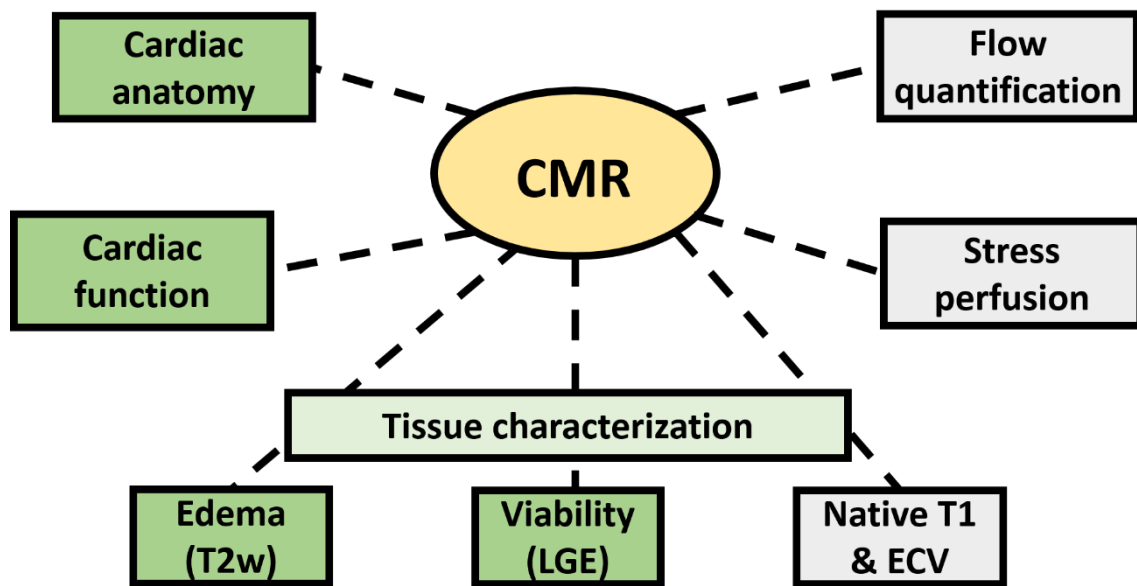 Cardiac
anatomy
Flow
quantification
CMR
Cardiac
function
Stress
perfusion
Tissue characterization
Edema
(T2w)
Viability
(LGE)
Native T1
& ECV